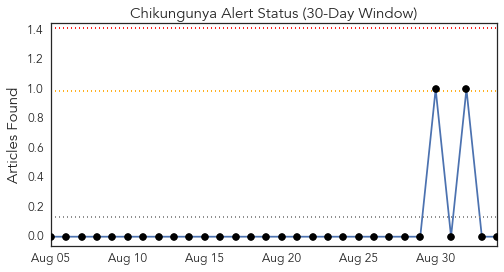 Chikungunya Alert Status (30-Day Window)
Articles Found
1.4
1.2
1.0
0.8
0.6
0.4
0.2
0.0
Aug 05 Aug 10 Aug 15 Aug 20 Aug 25 Aug 30